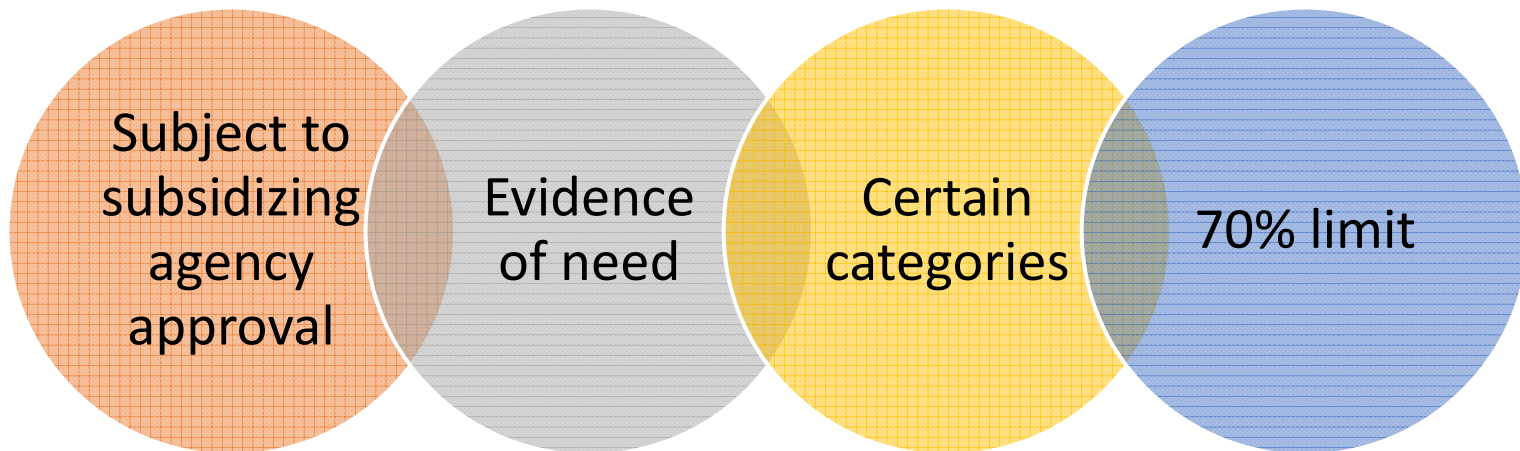 Subject to
subsidizing
agency
approval
Evidence
of need
Certain
categories
70% limit